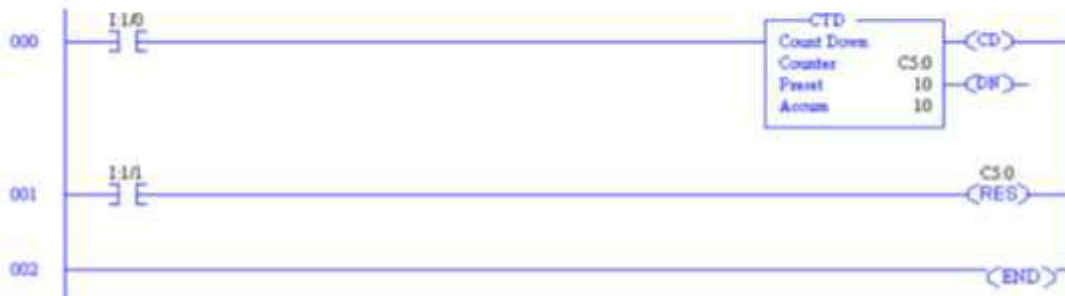 I:1/0
CTD
000
Count Down
(CD)
Counter C5:0
Preset 10
(DN)
Accum 10
I:1/1
C5:0
001
(RES)
002
(END)